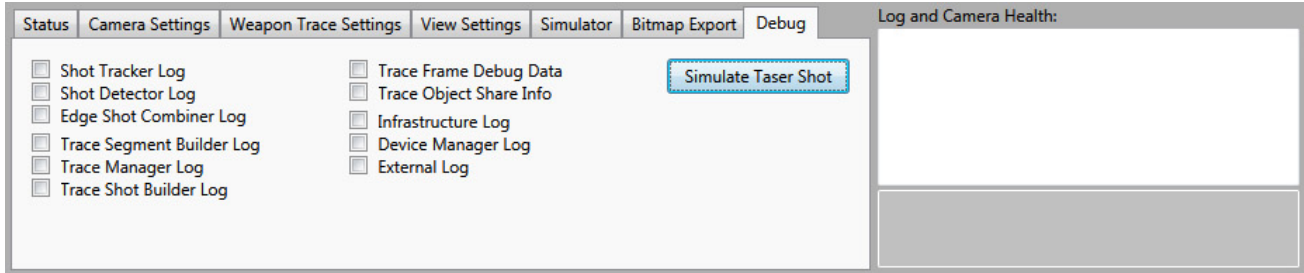 Status Camera Settings Weapon Trace Settings View Settings Simulator Bitmap Export Debug
Log and Camera Health:
Shot Tracker Log
Shot Detector Log
Edge Shot Combiner Log
Trace Segment Builder Log
Trace Manager Log
Trace Shot Builder Log
Trace Frame Debug Data
Trace Object Share Info
Infrastructure Log
Device Manager Log
External Log
Simulate Taser Shot